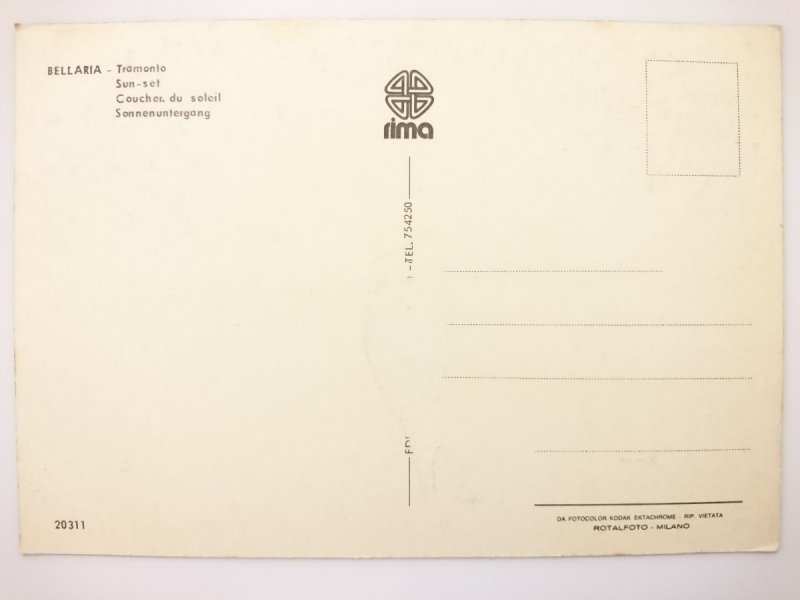 BELLARIA - Tramonto
Sun-set
Coucher. du soleil
Sonnenuntergang
rima
TEL. 754250
20311
DA FOTOCOLOR KODAK EKTACHROME - RIP. VIETATA
ROTALFOTO - MILANO